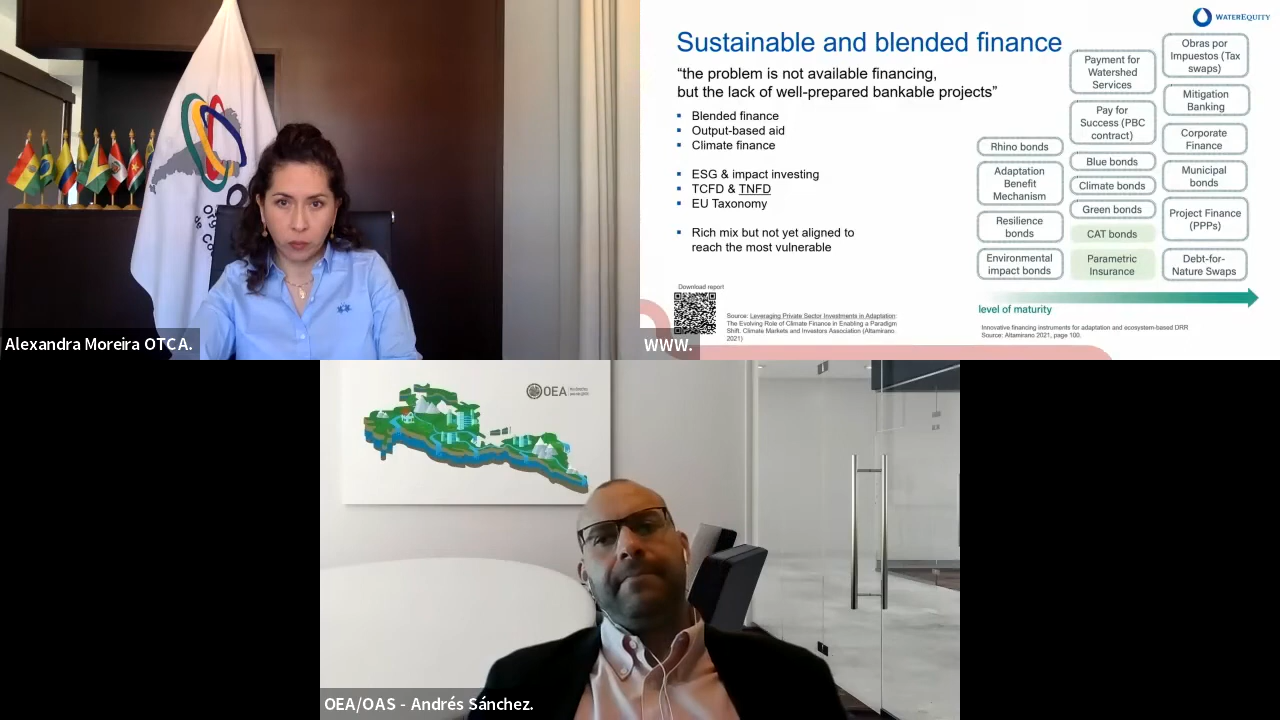 Or
de Co
Alexandra Moreira OTCA.
WATEREQUITY
Sustainable and blended finance
“the problem is not available financing,
but the lack of well-prepared bankable projects”
▪ Blended finance
▪ Output-based aid
▪ Climate finance
▪ ESG & impact investing
▪ TCFD & TNFD
▪ EU Taxonomy
▪ Rich mix but not yet aligned to
reach the most vulnerable
Download report
Source: Leveraging Private Sector Investments in Adaptation:
The Evolving Role of Climate Finance in Enabling a Paradigm
Shift. Climate Markets and Investors Association (Altamirano
2021)
Rhino bonds
Adaptation
Benefit
Mechanism
Resilience
bonds
Environmental
impact bonds
Payment for
Watershed
Services
Pay for
Success (PBC
contract)
Blue bonds
Climate bonds
Green bonds
CAT bonds
Parametric
Insurance
Obras por
Impuestos (Tax
swaps)
Mitigation
Banking
Corporate
Finance
Municipal
bonds
Project Finance
(PPPs)
Debt-for-
Nature Swaps
level of maturity
Innovative financing instruments for adaptation and ecosystem-based DRR
Source: Altamirano 2021, page 100.
WWW.
OEA
OEA/OAS - Andrés Sánchez.